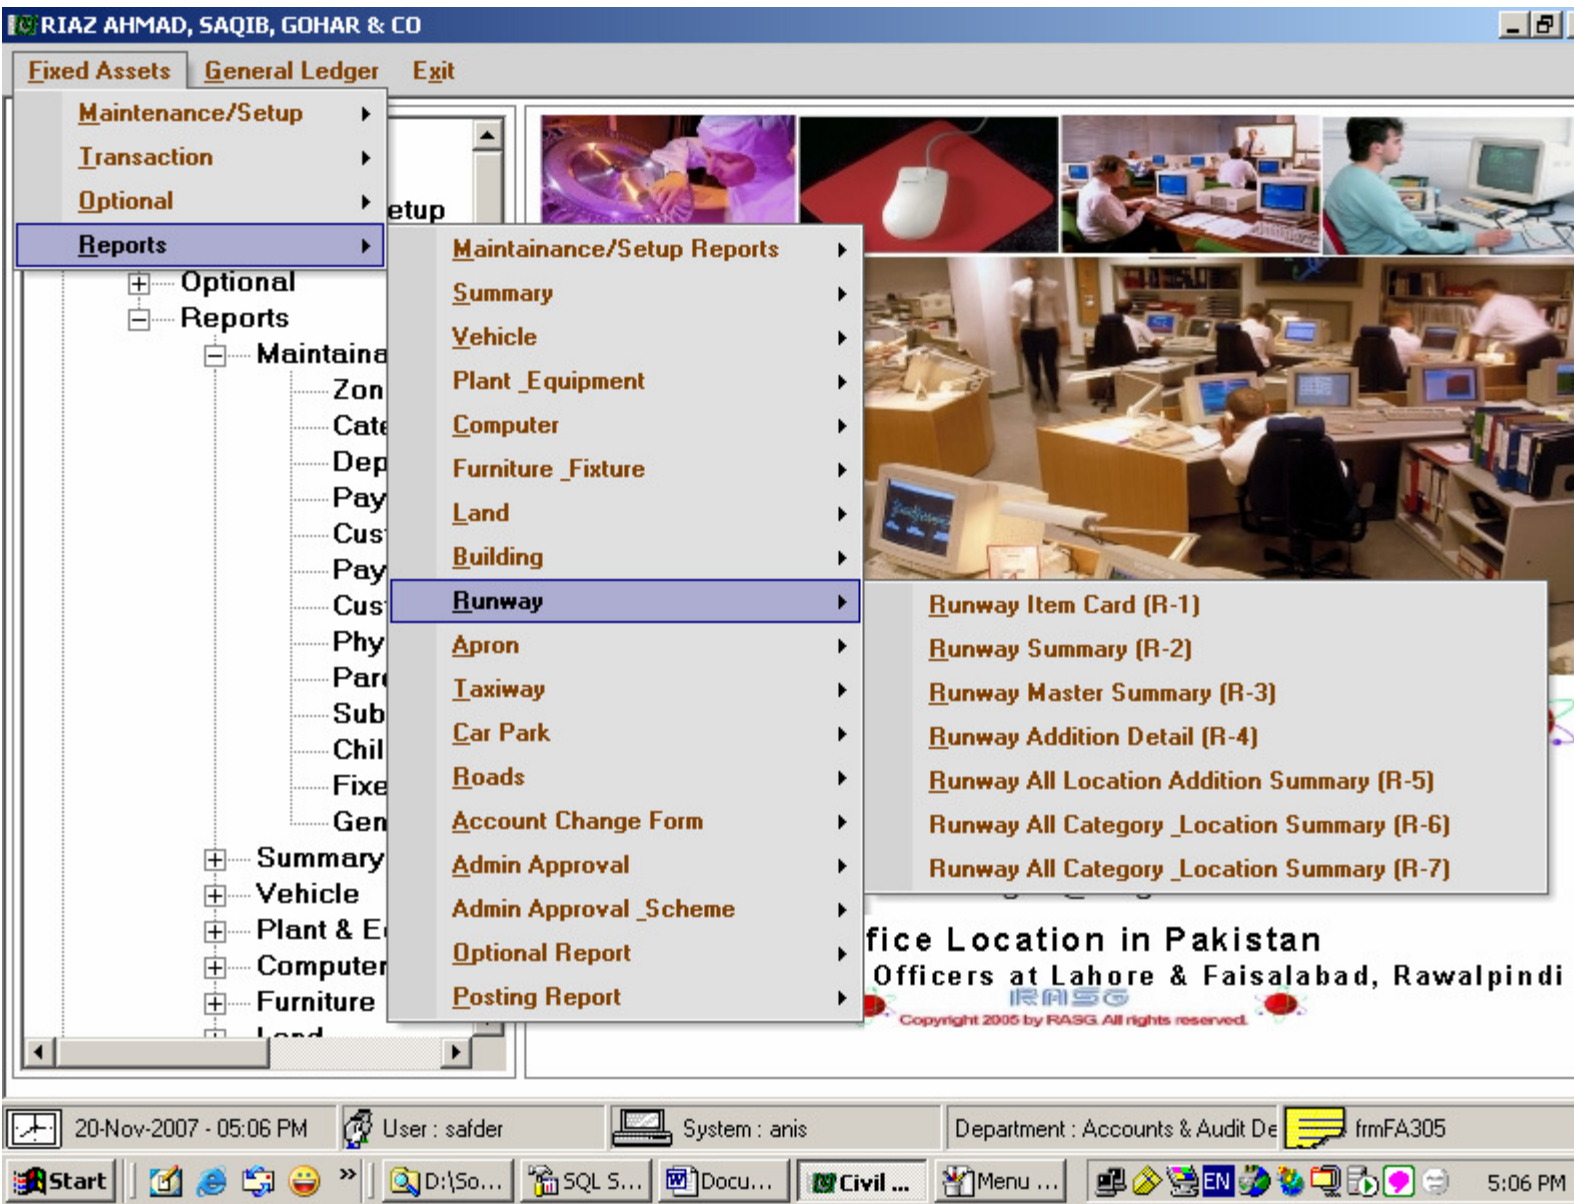 RIAZ AHMAD, SAQIB, GOHAR & CO
Fixed Assets General Ledger Exit
Maintenance/Setup
Transaction
Optional
Reports
etup
Optional
Reports
Maintaina
Zon
Cate
Dep
Pay
Cus
Pay
Cus
Phy
Par
Sub
Chil
Fixe
Gen
Summary
Vehicle
Plant & E
Computer
Furniture
Land
Maintainance/Setup Reports
Summary
Vehicle
Plant _Equipment
Computer
Furniture _Fixture
Land
Building
Runway
Apron
Taxiway
Car Park
Roads
Account Change Form
Admin Approval
Admin Approval _Scheme
Optional Report
Posting Report
Runway Item Card (R-1)
Runway Summary (R-2)
Runway Master Summary (R-3)
Runway Addition Detail (R-4)
Runway All Location Addition Summary (R-5)
Runway All Category _Location Summary (R-6)
Runway All Category _Location Summary (R-7)
fice Location in Pakistan
Officers at Lahore & Faisalabad, Rawalpindi
RASG
Copyright 2005 by RASG. All rights reserved.
20-Nov-2007 - 05:06 PM User : safder System : anis Department : Accounts & Audit De frmFA305
Start » D:\So... SQL S... Docu... Civil ... Menu ... EN 5:06 PM